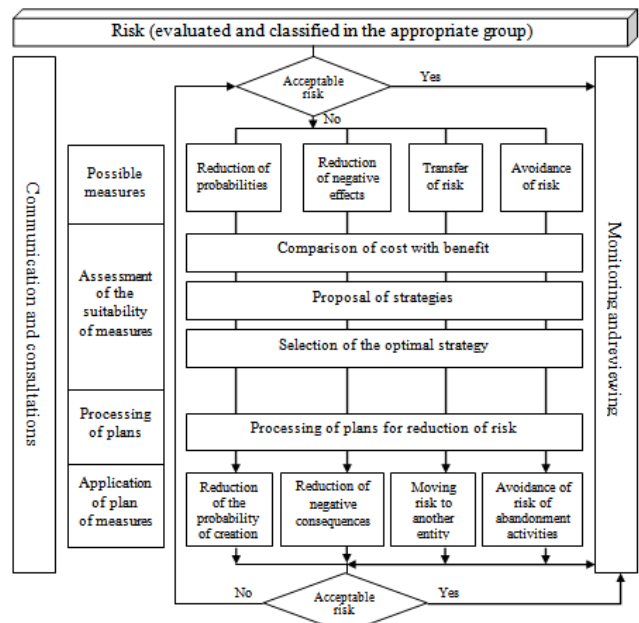 Risk (evaluated and classified in the appropriate group)
Acceptable
risk
Yes
No
Communication and consultations
Monitoring andreviewing
Possible
measures
Reduction of
probabilities
Reduction
of negative
effects
Transfer
of risk
Avoidance
of risk
Assessment
of the
suitability
of measures
Comparison of cost with benefit
Proposal of strategies
Selection of the optimal strategy
Processing
of plans
Processing of plans for reduction of risk
Application
of plan
of measures
Reduction
of the
probability
of creation
Reduction of
negative
consequences
Moving
risk to
another
entity
Avoidance of
risk of
abandonment
activities
No
Acceptable
risk
Yes